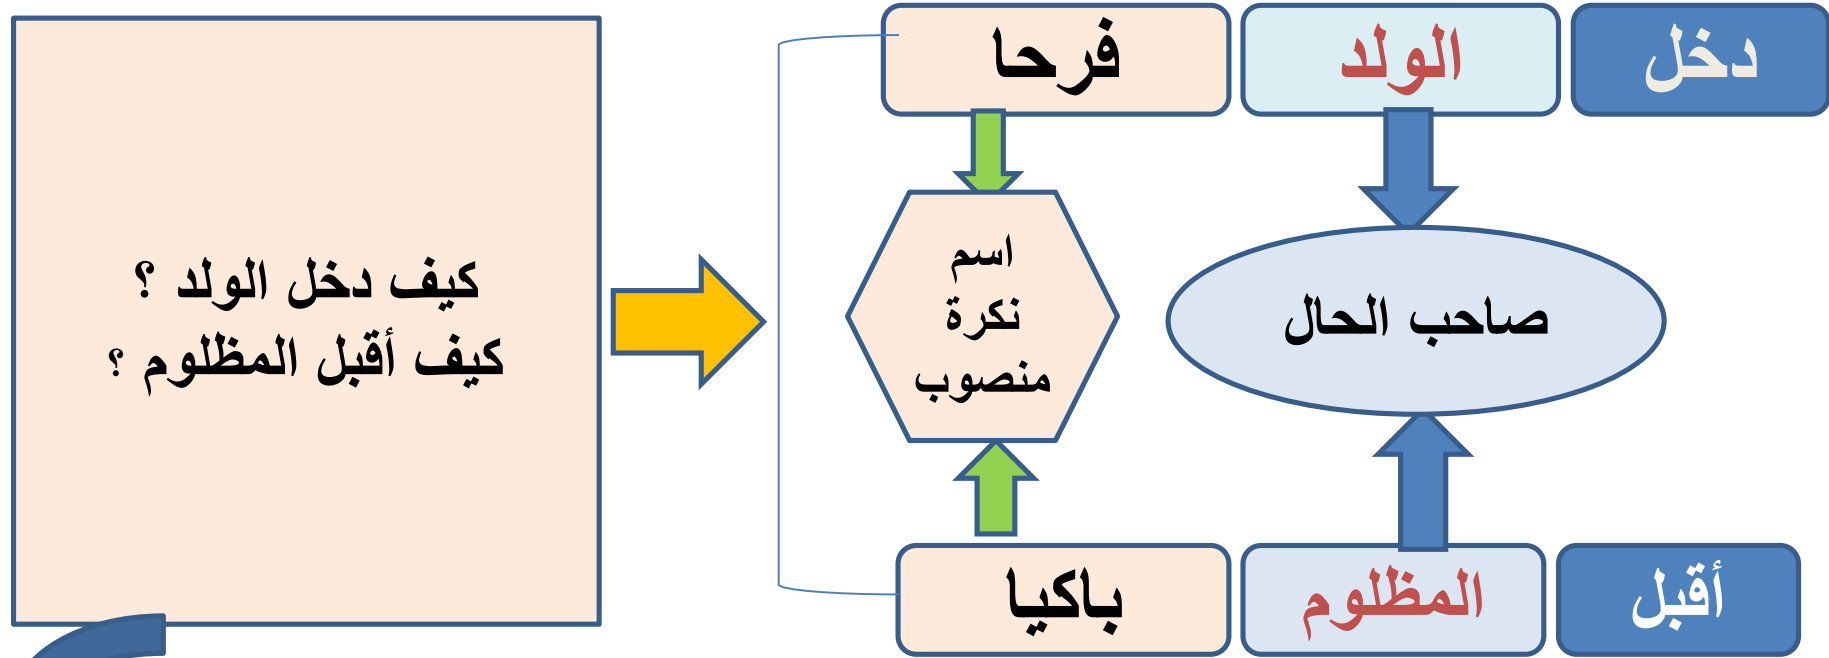 دخل الولد فرحا
اسم
نكرة
منصوب
صاحب الحال
كيف دخل الولد ؟
كيف أقبل المظلوم ؟
أقبل المظلوم باكيا